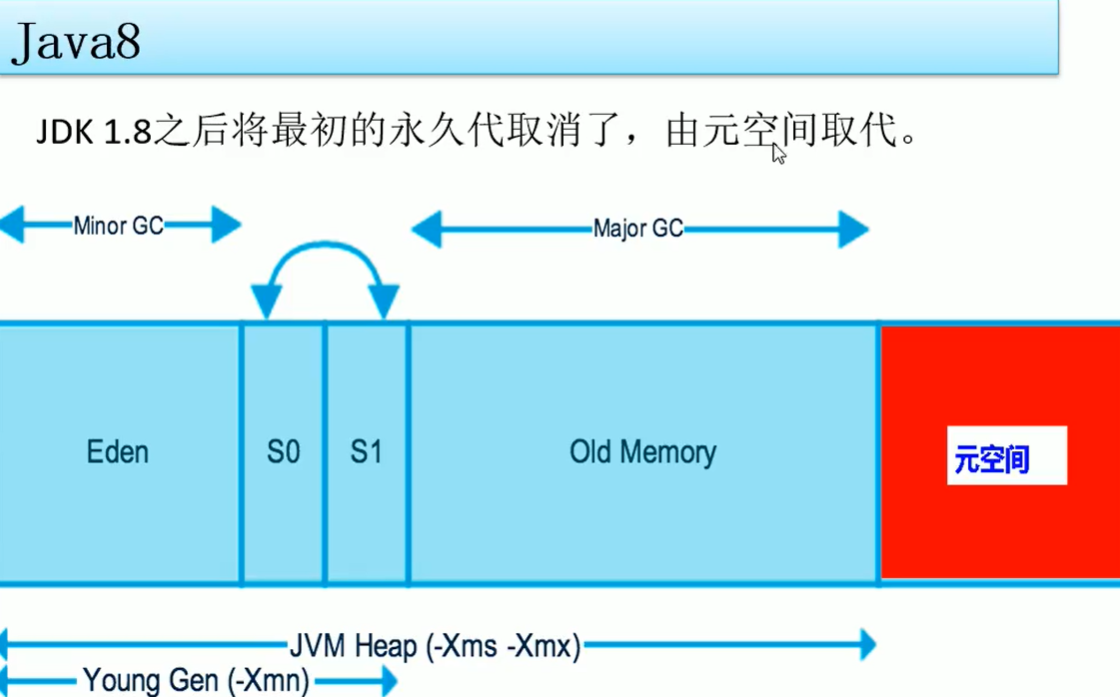 Java8
JDK 1.8之后将最初的永久代取消了，由元空间取代。
Minor GC
Major GC
Eden
S0
S1
Old Memory
元空间
JVM Heap (-Xms -Xmx)
Young Gen (-Xmn)